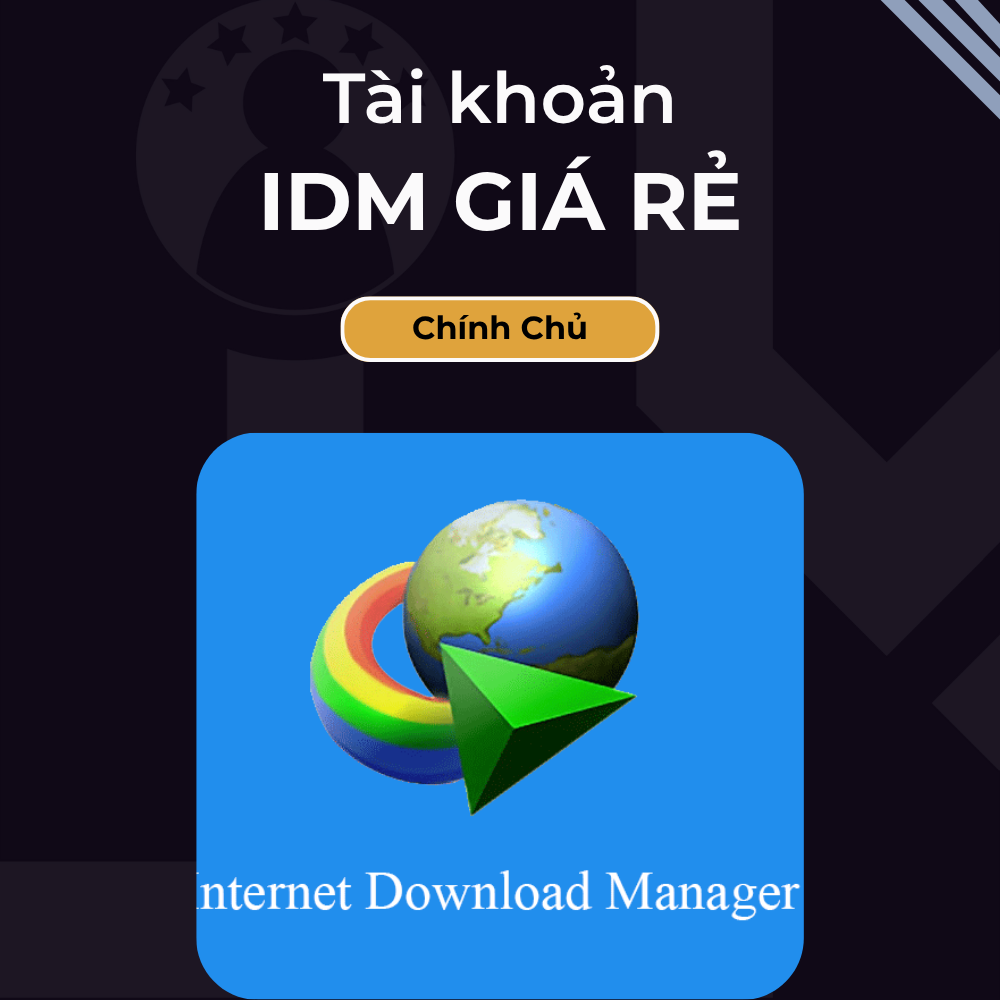 Tài khoản
IDM GIÁ RẺ
Chính Chủ
Internet Download Manager